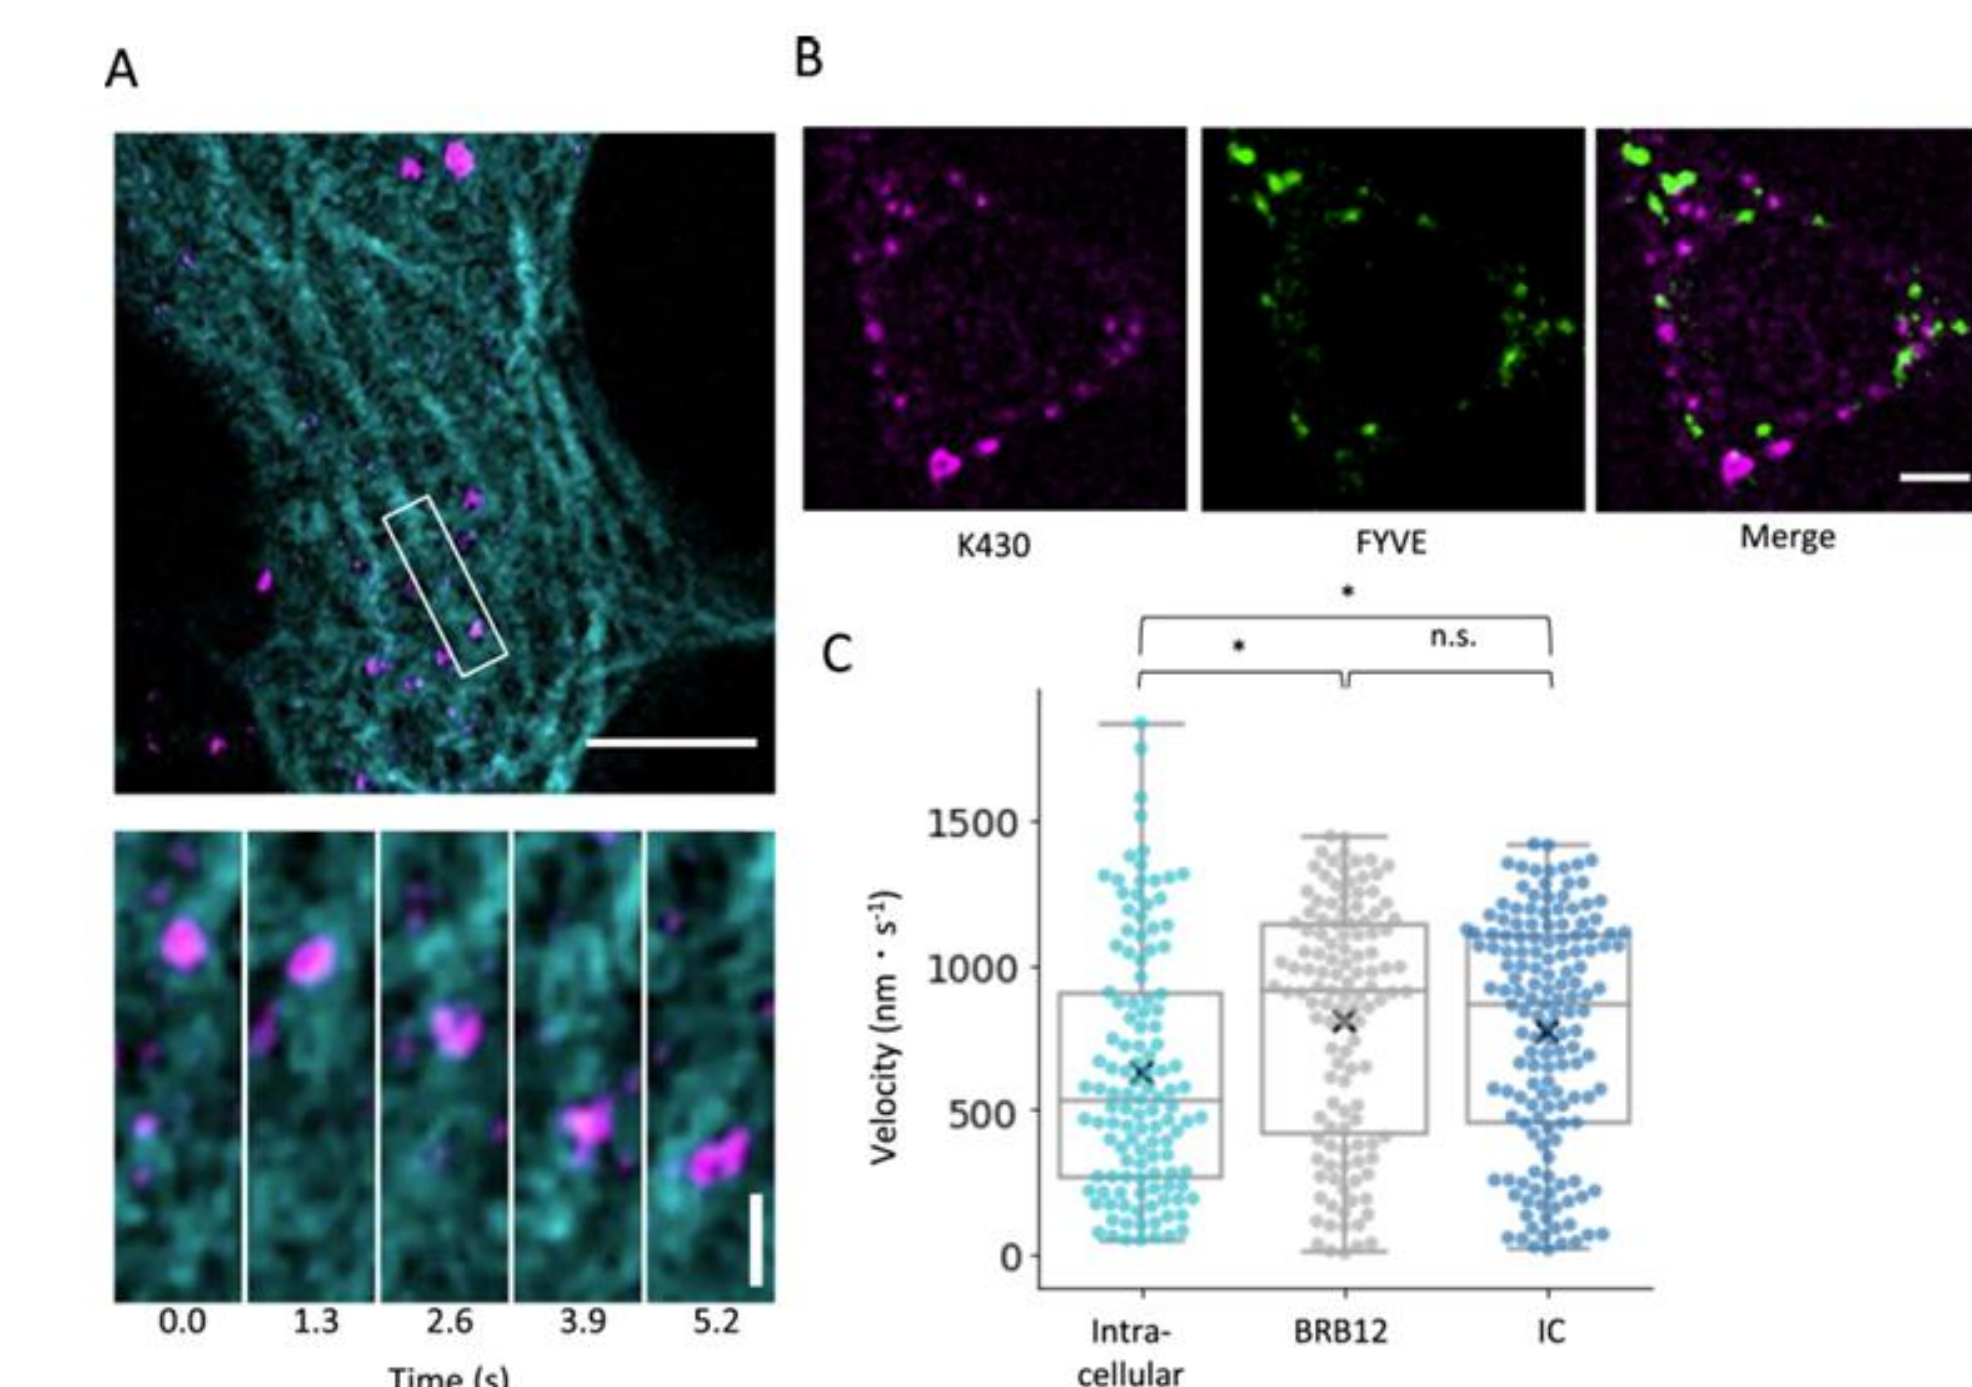 A
B
K430
FYVE
Merge
0.0 1.3 2.6 3.9 5.2
Time (s)
C
*
*
n.s.
Velocity (nm · s⁻¹)
1500
1000
500
0
Intra-
cellular
BRB12
IC